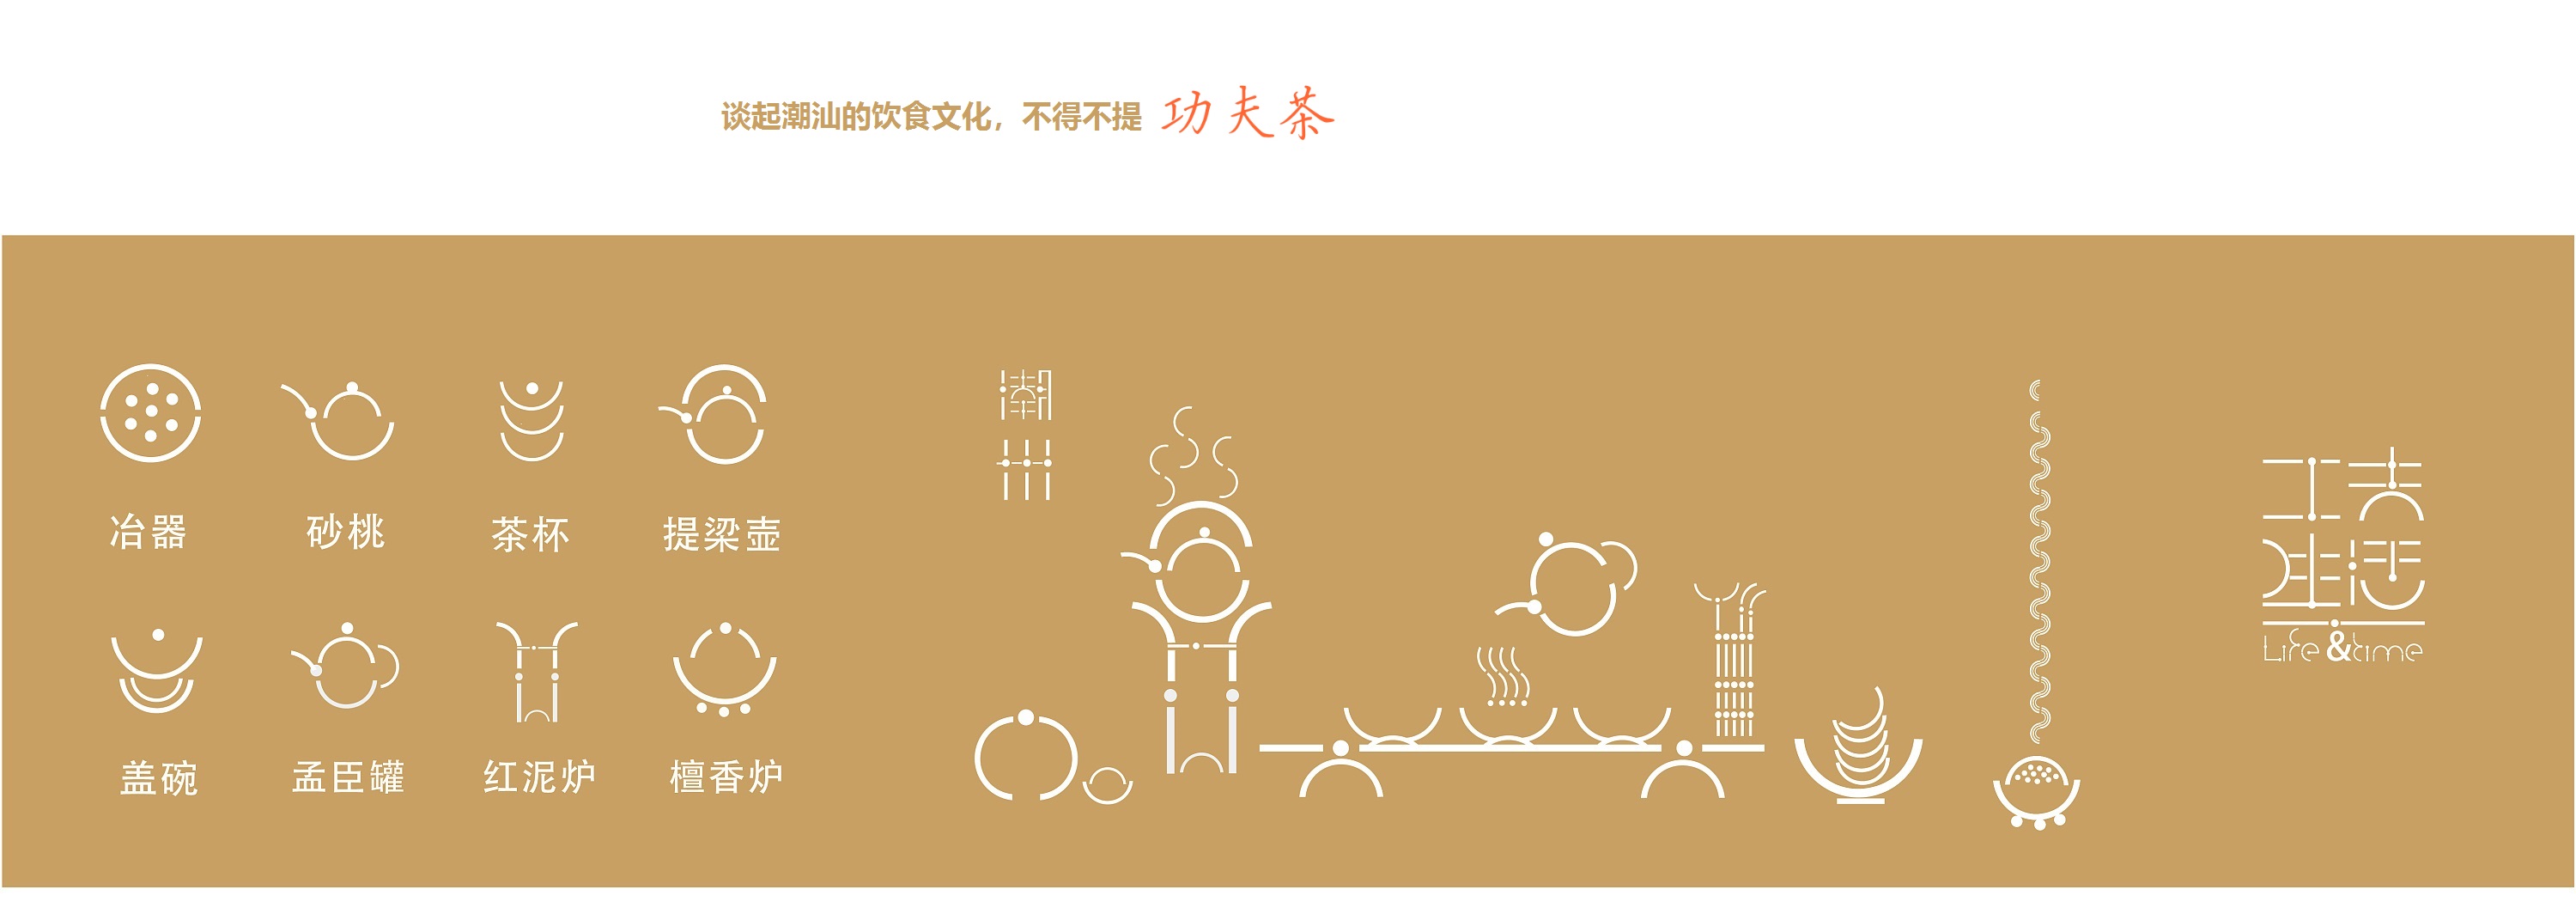 谈起潮汕的饮食文化，不得不提 功夫茶
冶器 砂桃 茶杯 提梁壶
盖碗 孟臣罐 红泥炉 檀香炉
潮
汕
工夫
生活
Life &time